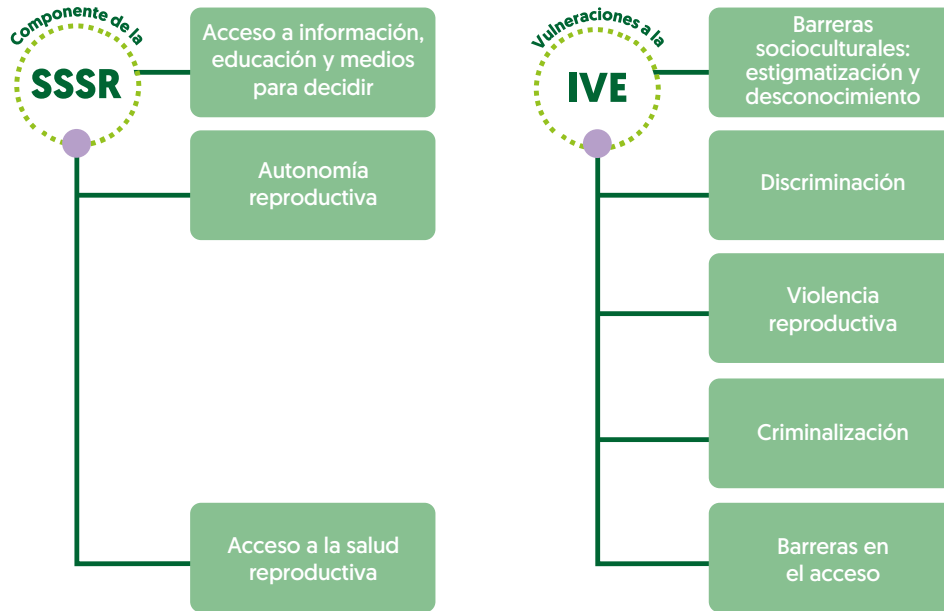 Componente de la
SSSR
Acceso a información,
educación y medios
para decidir
Autonomía
reproductiva
Acceso a la salud
reproductiva
Vulneraciones a la
IVE
Barreras
socioculturales:
estigmatización y
desconocimiento
Discriminación
Violencia
reproductiva
Criminalización
Barreras en
el acceso